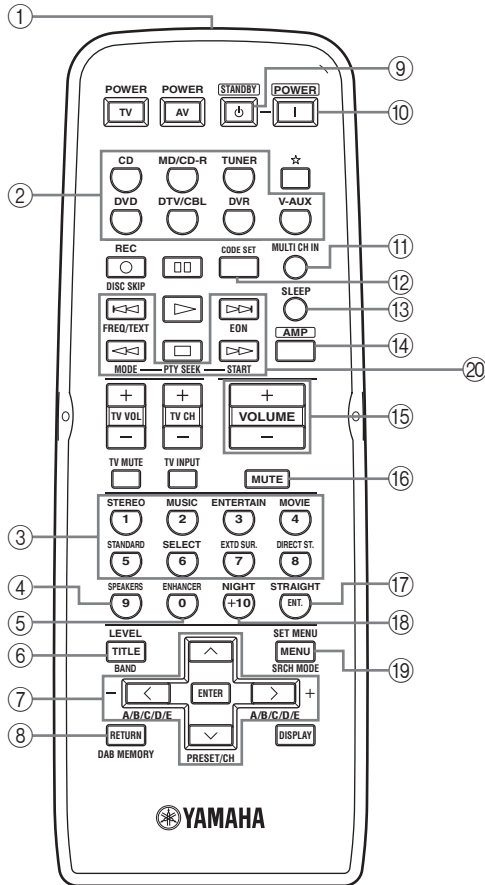 ①
⑨
POWER POWER STANDBY POWER
TV AV ⏻ I
⑩
②
CD MD/CD-R TUNER ☆
DVD DTV/CBL DVR V-AUX
REC CODE SET MULTI CH IN
⑪
⑫
DISC SKIP SLEEP
⑬
FREQ/TEXT EON AMP
⑭
MODE PTY SEEK START
⑳
+ + +
TV VOL TV CH VOLUME
⑮
– – –
TV MUTE TV INPUT MUTE
⑯
STEREO MUSIC ENTERTAIN MOVIE
③
1 2 3 4
STANDARD SELECT EXTD SUR. DIRECT ST.
5 6 7 8
④
SPEAKERS ENHANCER NIGHT STRAIGHT
⑰
9 0 +10 ENT.
⑤
⑱
LEVEL SET MENU
⑥
TITLE MENU
⑲
BAND SRCH MODE
⑦
– ENTER +
A/B/C/D/E A/B/C/D/E
⑧
RETURN DISPLAY
DAB MEMORY PRESET/CH
YAMAHA